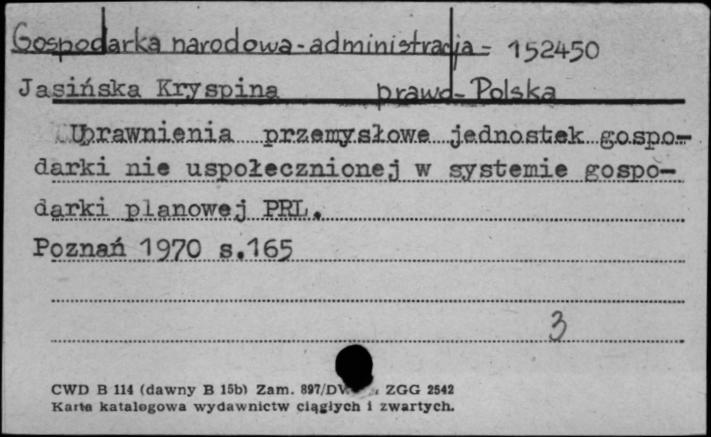 Gospodarka narodowa-administracja- 152450
Jasińska Kryspina prawo-Polska
Uprawnienia przemysłowe jednostek gospo-
darki nie uspołecznionej w systemie gospo-
darki planowej PRL.
Poznań 1970 s.165
3
CWD B 114 (dawny B 15b) Zam. 897/DV ZGG 2542
Karta katalogowa wydawnictw ciągłych i zwartych.